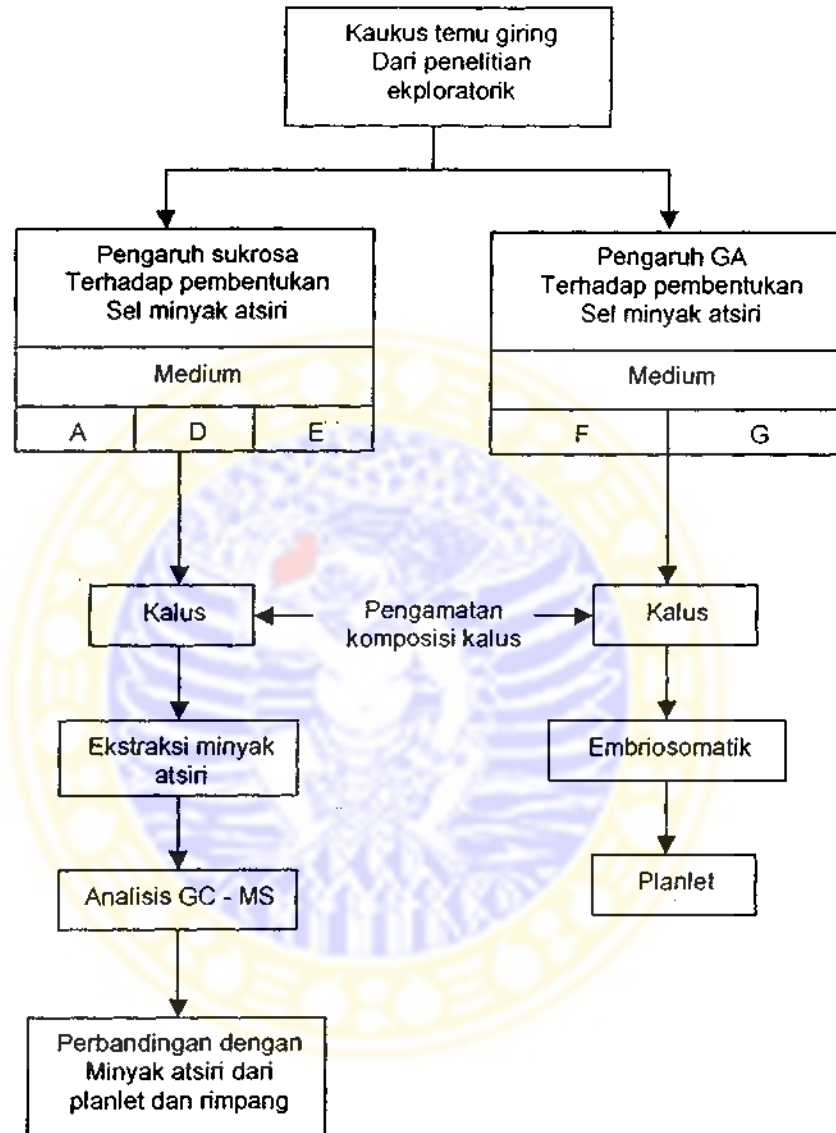 Kaukus temu giring
Dari penelitian
ekploratorik
Pengaruh sukrosa
Terhadap pembentukan
Sel minyak atsiri
Medium
A D E
Pengaruh GA
Terhadap pembentukan
Sel minyak atsiri
Medium
F G
Kalus
Pengamatan
komposisi kalus
Kalus
Ekstraksi minyak
atsiri
Embriosomatik
Analisis GC - MS
Planlet
Perbandingan dengan
Minyak atsiri dari
planlet dan rimpang